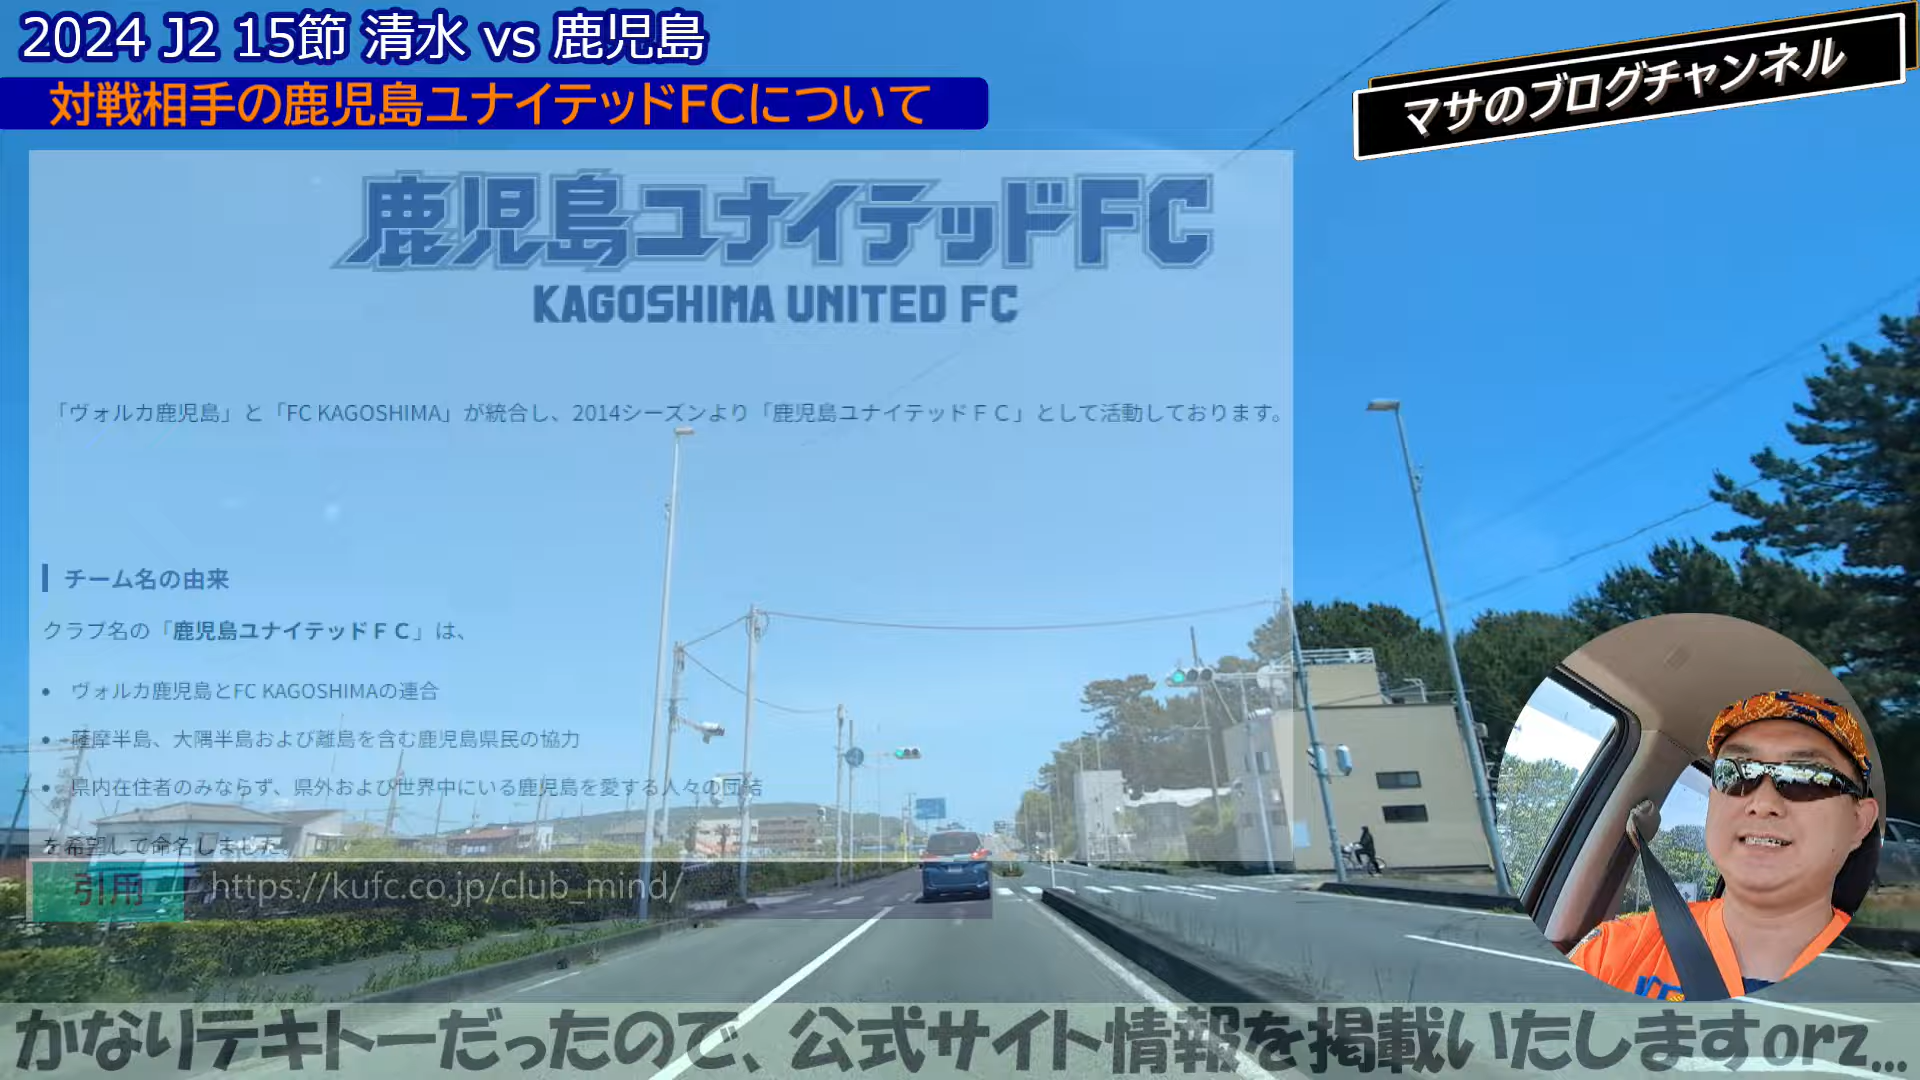 2024 J2 15節 清水 vs 鹿児島
対戦相手の鹿児島ユナイテッドFCについて
マサのブログチャンネル
鹿児島ユナイテッドFC
KAGOSHIMA UNITED FC
「ヴォルカ鹿児島」と「FC KAGOSHIMA」が統合し、2014シーズンより「鹿児島ユナイテッドＦＣ」として活動しております。
チーム名の由来
クラブ名の「鹿児島ユナイテッドＦＣ」は、
• ヴォルカ鹿児島とFC KAGOSHIMAの連合
• 薩摩半島、大隅半島および離島を含む鹿児島県民の協力
• 県内在住者のみならず、県外および世界中にいる鹿児島を愛する人々の団結
を希望して命名しました。
引用 https://kufc.co.jp/club_mind/
かなりテキトーだったので、公式サイト情報を掲載いたしますorz...